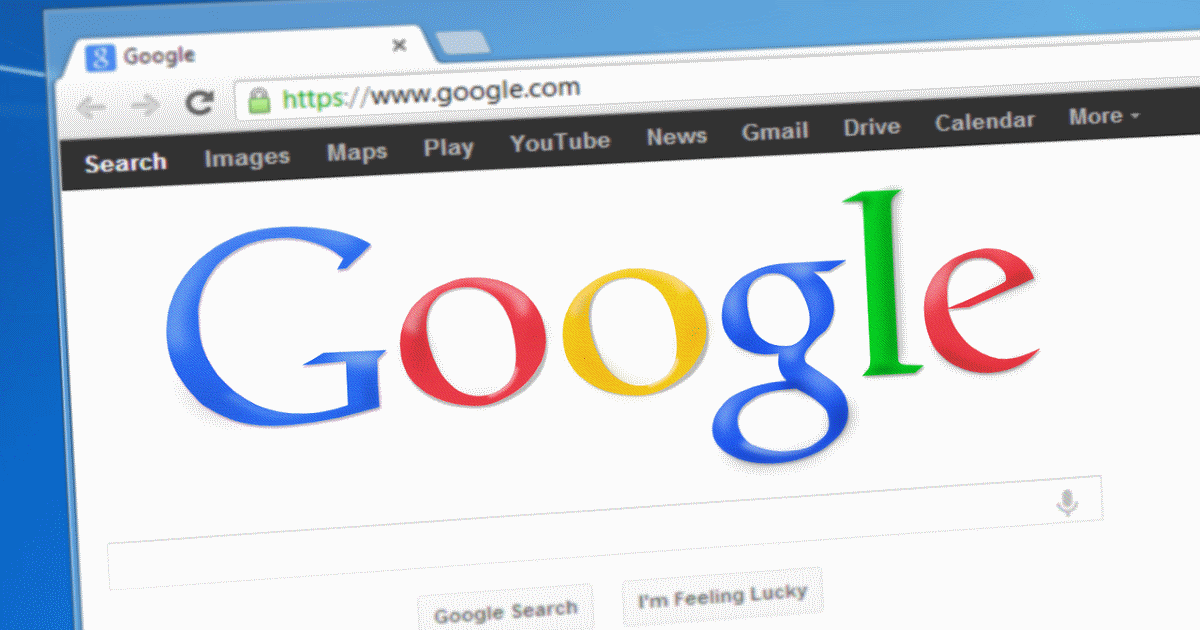 Google
https://www.google.com
Search Images Maps Play YouTube News Gmail Drive Calendar More
Google
Google Search I'm Feeling Lucky